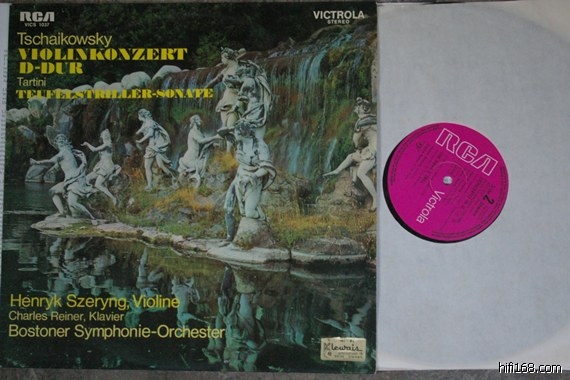 RCA
VICS 1037
VICTROLA
STEREO
Tschaikowsky
VIOLINKONZERT
D-DUR
Tartini
TEUFELSTRILLER-SONATE
Henryk Szeryng, Violine
Charles Reiner, Klavier
Bostoner Symphonie-Orchester
RCA
Victrola
2
hifi168.com